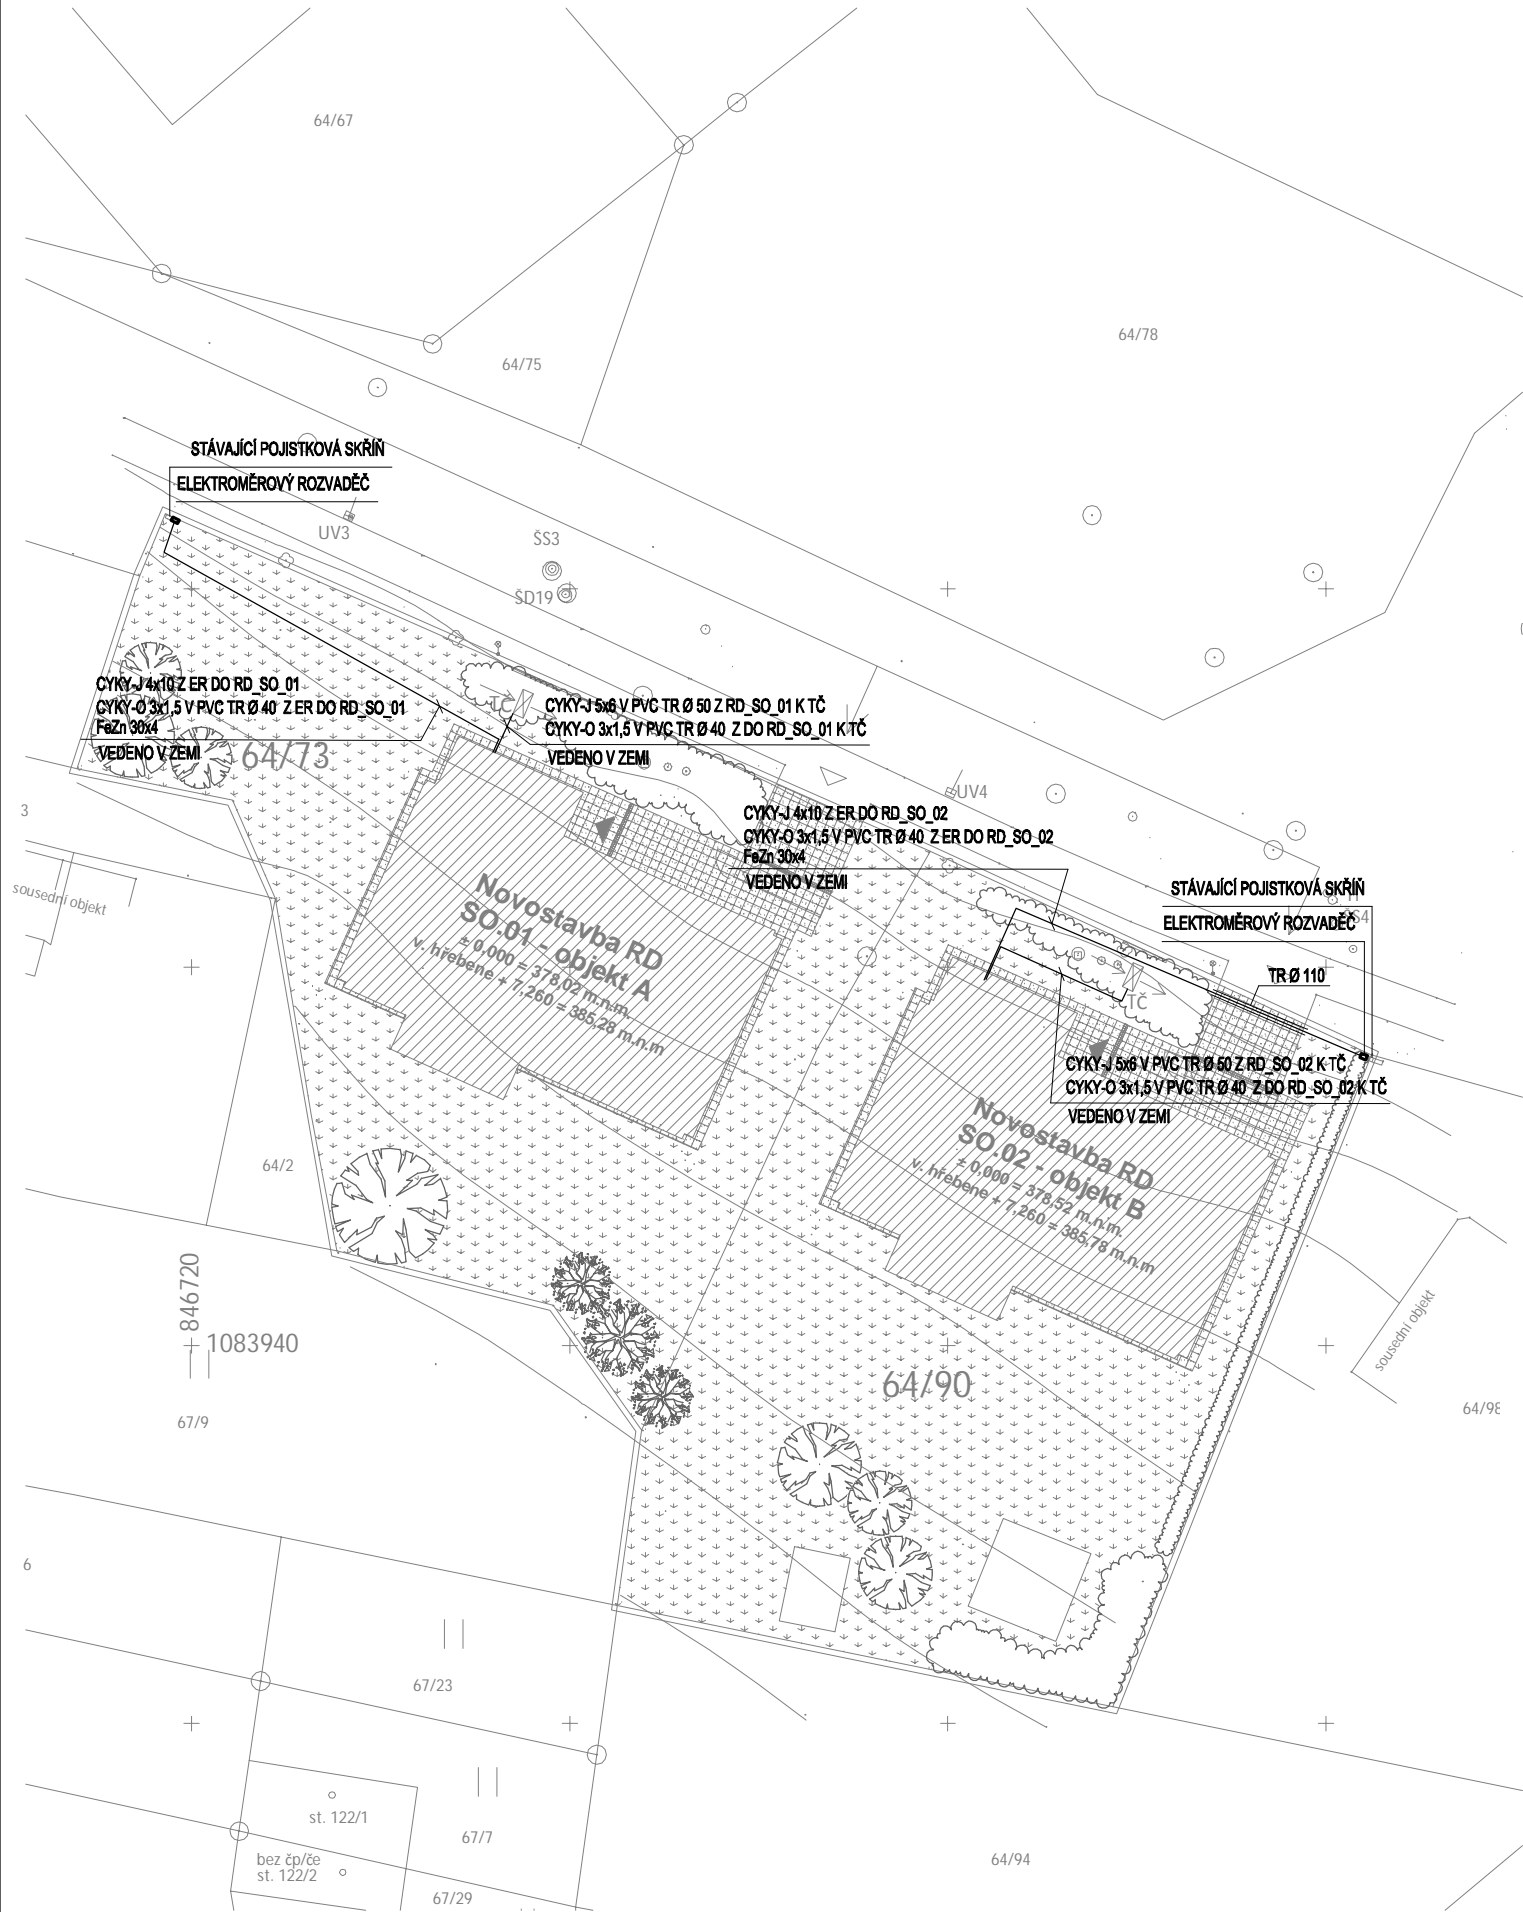 64/67
64/78
64/75
STÁVAJÍCÍ POJISTKOVÁ SKŘÍŇ
ELEKTROMĚROVÝ ROZVADĚČ
UV3
ŠS3
ŠD19
CYKY-J 4x10 Z ER DO RD_SO_01
CYKY-O 3x1,5 V PVC TR Ø 40 Z ER DO RD_SO_01
FeZn 30x4
VEDENO V ZEMI
64/73
TČ
CYKY-J 5x6 V PVC TR Ø 50 Z RD_SO_01 K TČ
CYKY-O 3x1,5 V PVC TR Ø 40 Z DO RD_SO_01 K TČ
VEDENO V ZEMI
UV4
3
sousední objekt
CYKY-J 4x10 Z ER DO RD_SO_02
CYKY-O 3x1,5 V PVC TR Ø 40 Z ER DO RD_SO_02
FeZn 30x4
VEDENO V ZEMI
STÁVAJÍCÍ POJISTKOVÁ SKŘÍŇ
ELEKTROMĚROVÝ ROZVADĚČ
TR Ø 110
Novostavba RD
SO.01 - objekt A
± 0,000 = 378,02 m.n.m.
v. hřebene + 7,260 = 385,28 m.n.m
TČ
CYKY-J 5x6 V PVC TR Ø 50 Z RD_SO_02 K TČ
CYKY-O 3x1,5 V PVC TR Ø 40 Z DO RD_SO_02 K TČ
VEDENO V ZEMI
Novostavba RD
SO.02 - objekt B
± 0,000 = 378,52 m.n.m.
v. hřebene + 7,260 = 385,78 m.n.m
64/2
846720
1083940
sousední objekt
64/90
64/98
67/9
6
67/23
st. 122/1
67/7
bez čp/če
st. 122/2
64/94
67/29